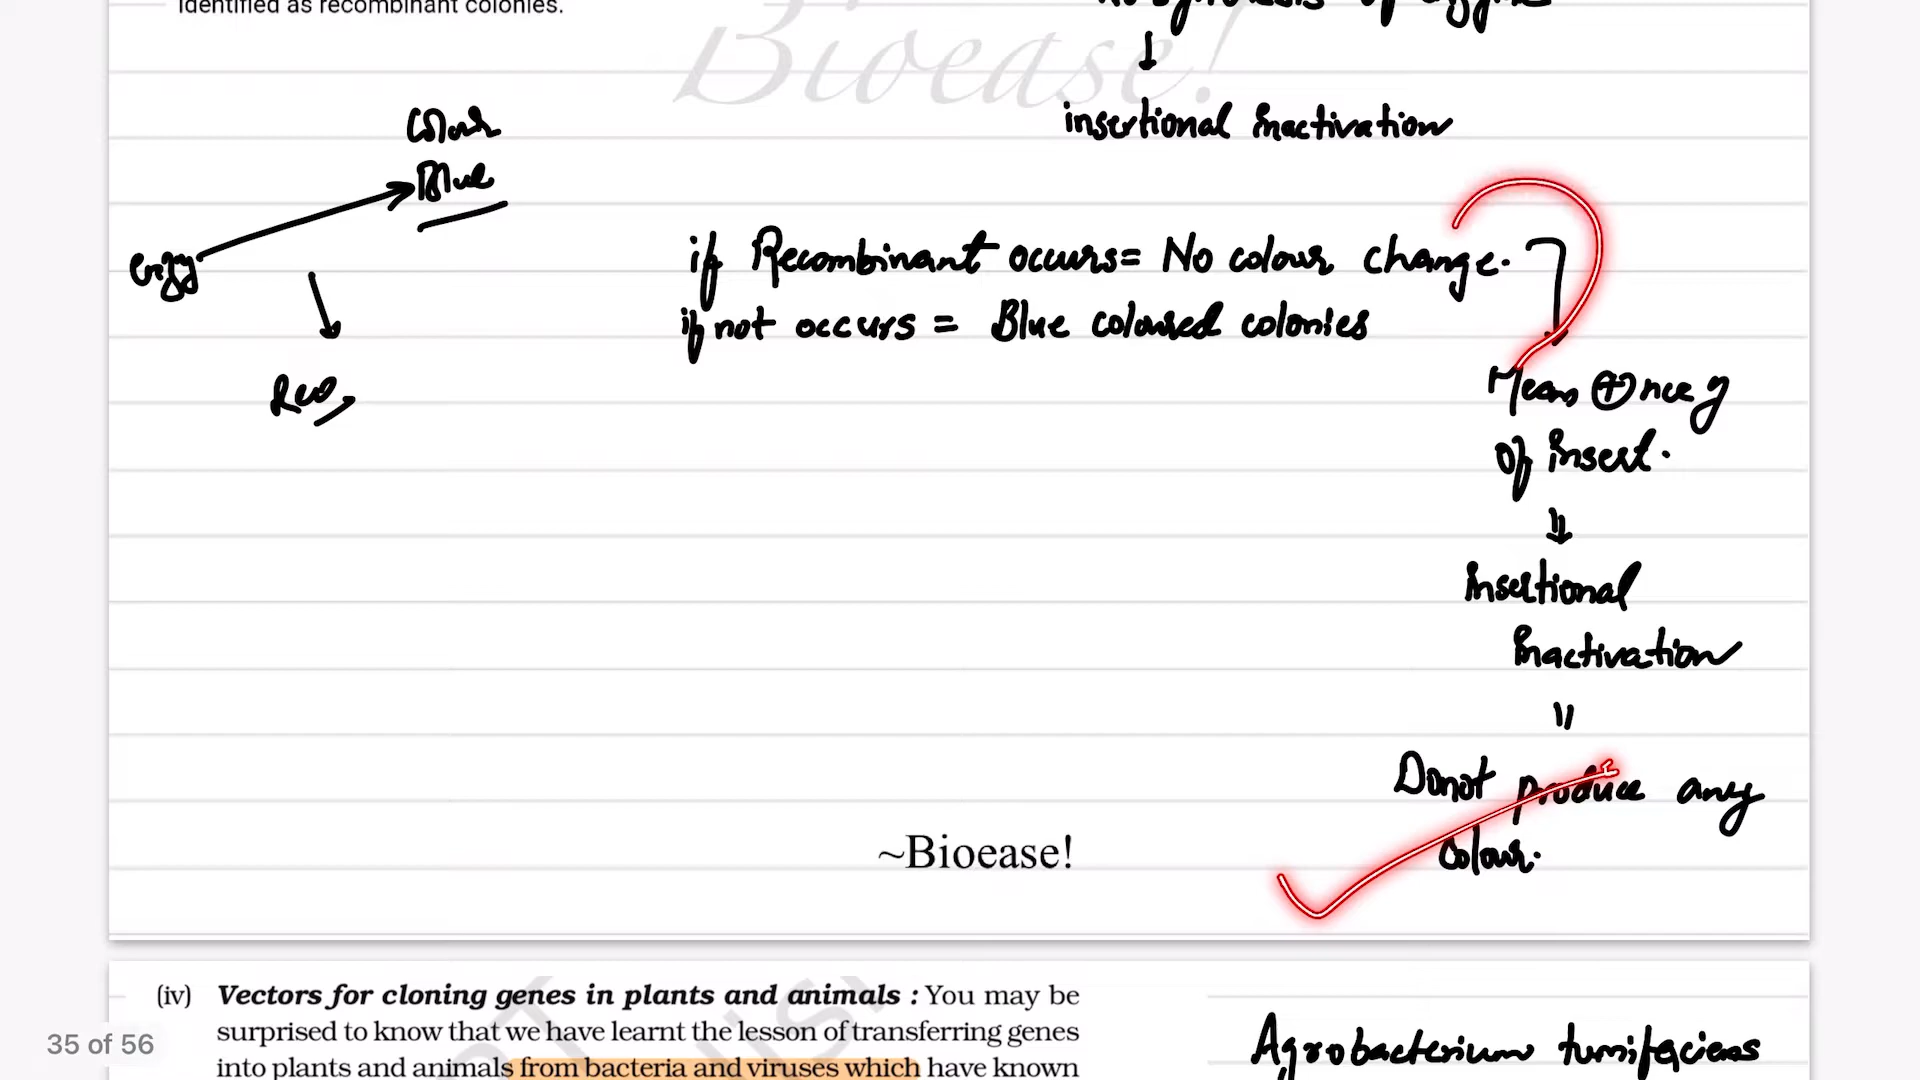 identified as recombinant colonies.
Bioease!
insertional inactivation
Colour
Blue
if Recombinant occurs= No colour change.
if not occurs = Blue coloured colonies
Means ⊕nce of
of insert.
Insertional
Inactivation
Donot produce any
colour.
~Bioease!
(iv) Vectors for cloning genes in plants and animals : You may be
surprised to know that we have learnt the lesson of transferring genes
into plants and animals from bacteria and viruses which have known
Agrobacterium tumifaciens
35 of 56